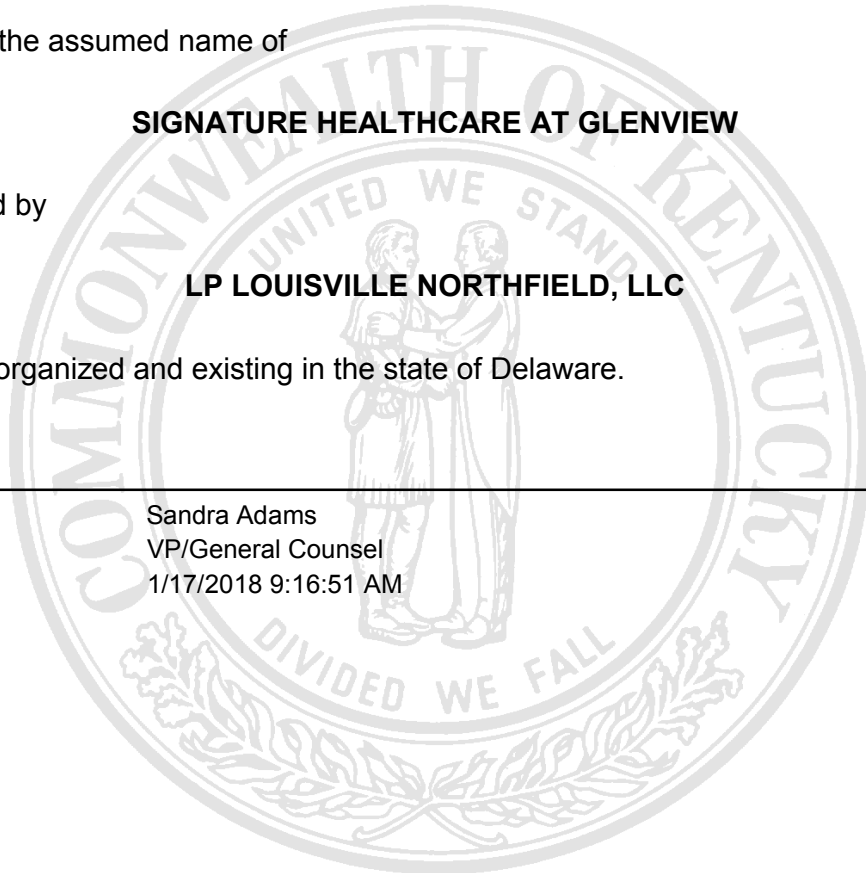 the assumed name of
SIGNATURE HEALTHCARE AT GLENVIEW
d by
LP LOUISVILLE NORTHFIELD, LLC
organized and existing in the state of Delaware.
Sandra Adams
VP/General Counsel
1/17/2018 9:16:51 AM
COMMONWEALTH OF KENTUCKY
UNITED WE STAND
DIVIDED WE FALL